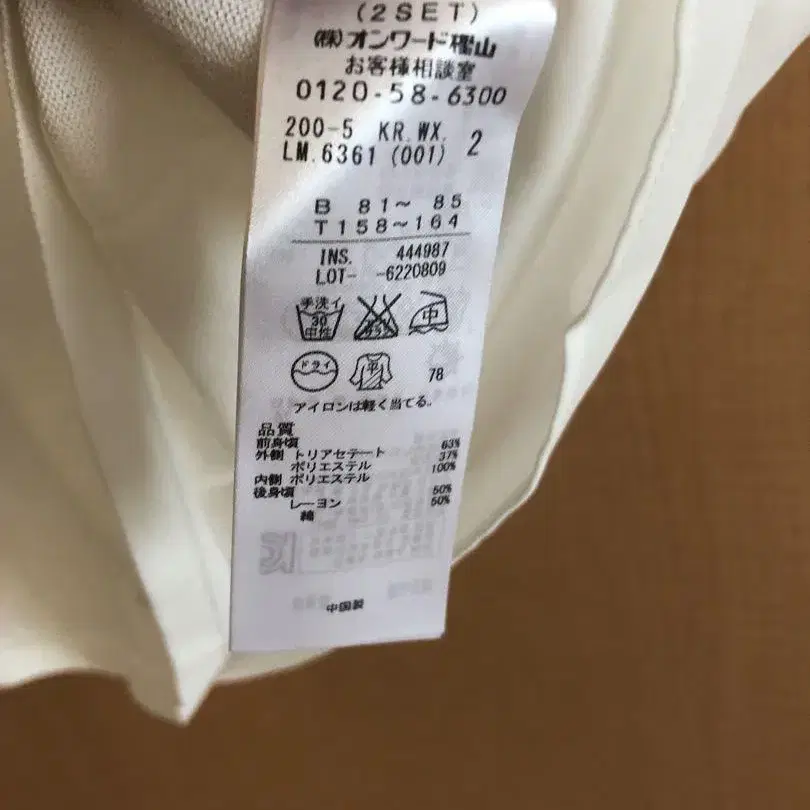 (2SET)
㈱オンワード樫山
お客様相談室
0120-58-6300
200-5 KR.WX. 2
LM.6361 (001)
B 81～ 85
T158～164
INS. 444987
LOT- -6220809
手洗イ
30
中性
中
ドライ
平
78
アイロンは軽く当てる。
品質
前身頃
外側 トリアセテート 63%
ポリエステル 37%
内側 ポリエステル 100%
後身頃
レーヨン 50%
綿 50%
中国製